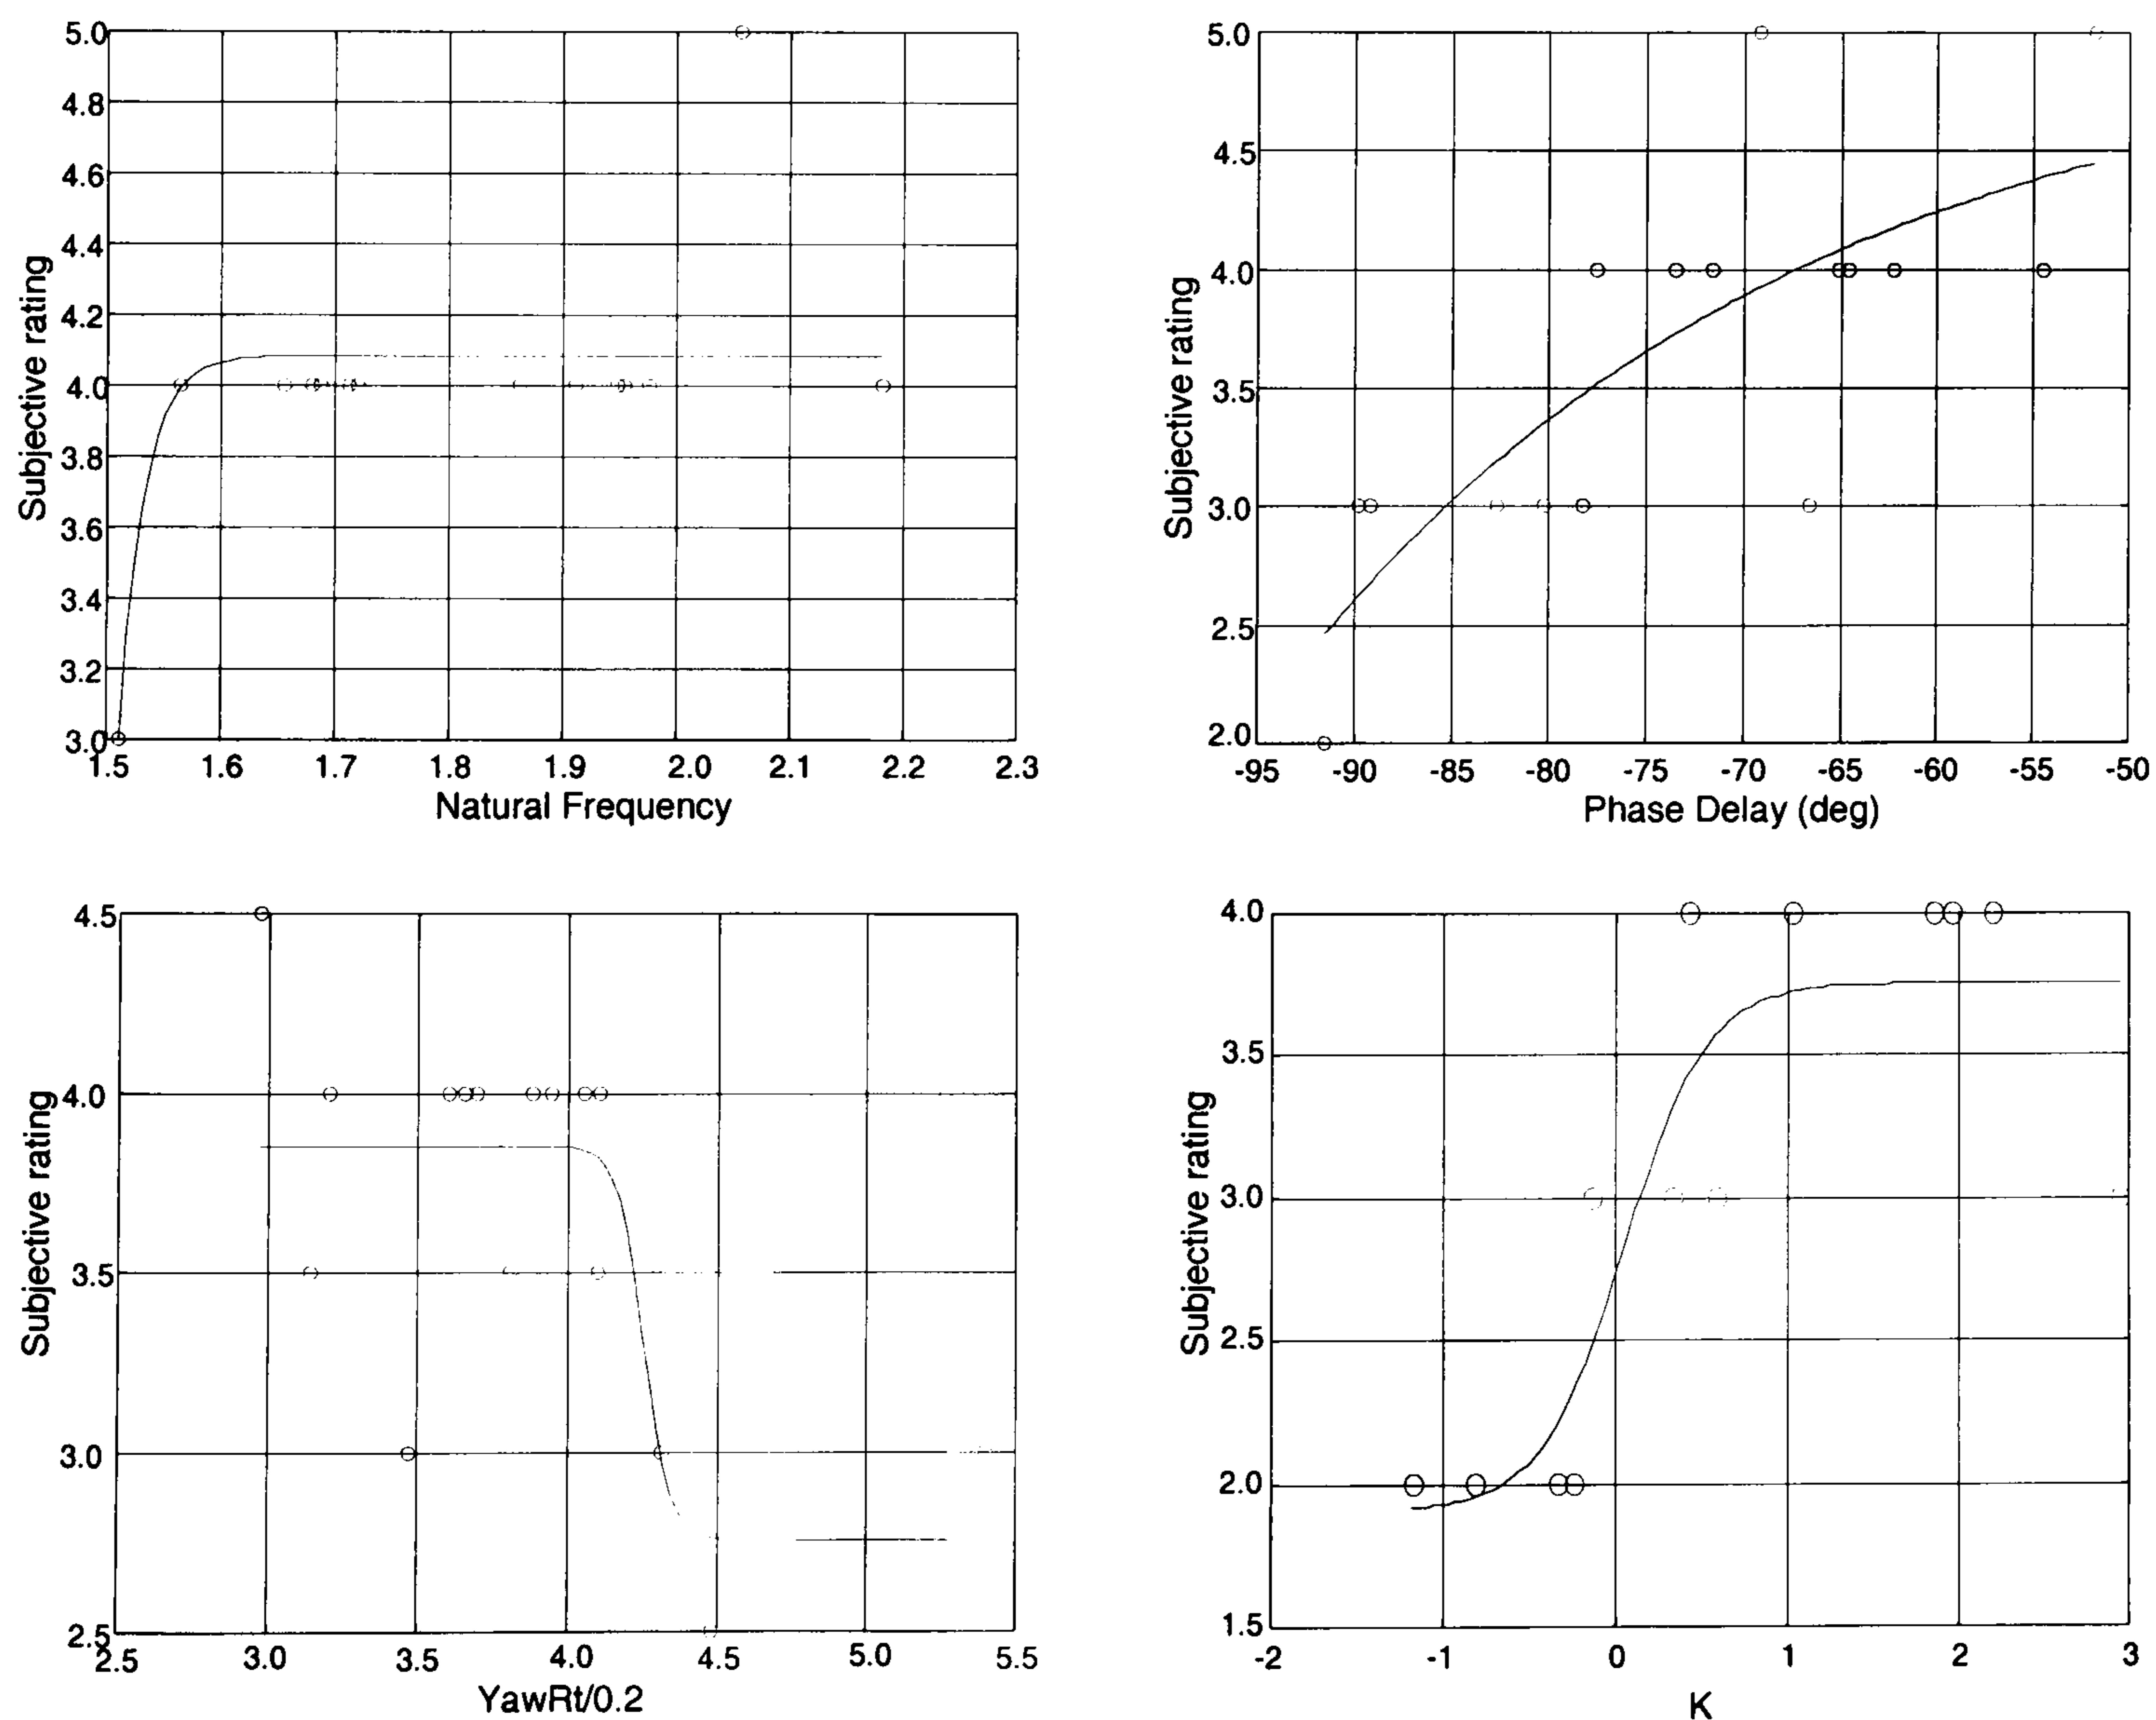 5.0
4.8
4.6
4.4
4.2
4.0
3.8
3.6
3.4
3.2
3.0
Subjective rating
1.5 1.6 1.7 1.8 1.9 2.0 2.1 2.2 2.3
Natural Frequency
5.0
4.5
4.0
3.5
3.0
2.5
2.0
Subjective rating
-95 -90 -85 -80 -75 -70 -65 -60 -55 -50
Phase Delay (deg)
4.5
4.0
3.5
3.0
2.5
Subjective rating
2.5 3.0 3.5 4.0 4.5 5.0 5.5
YawRt/0.2
4.0
3.5
3.0
2.5
2.0
1.5
Subjective rating
-2 -1 0 1 2 3
K